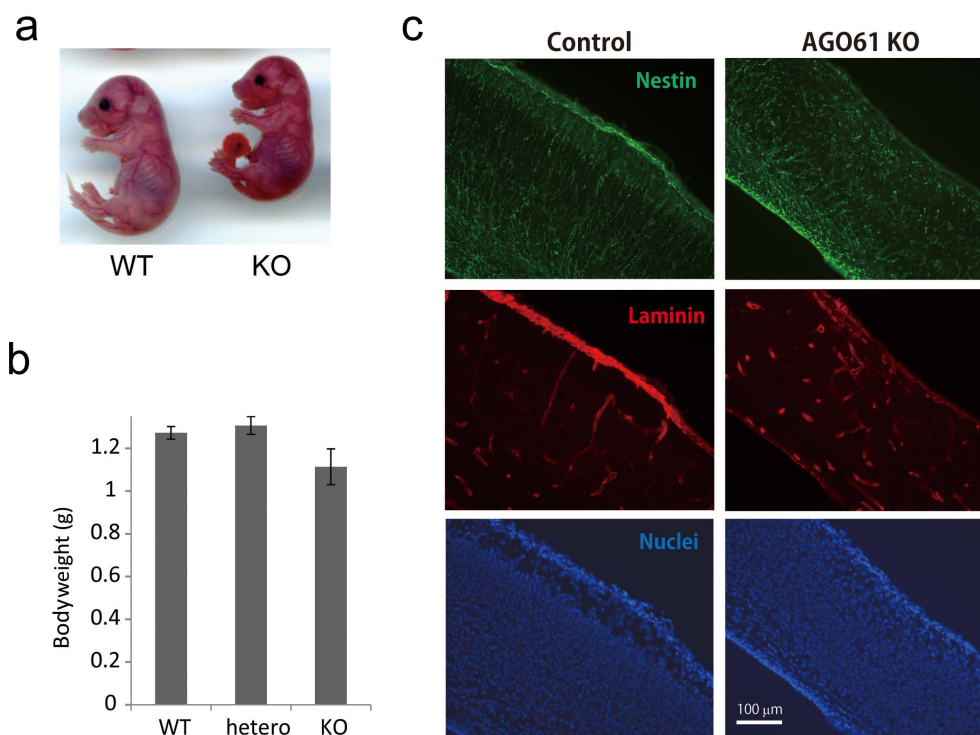 a
WT KO
b
Bodyweight (g)
1.2
1
0.8
0.6
0.4
0.2
0
WT hetero KO
c
Control AGO61 KO
Nestin
Laminin
Nuclei
100 μm